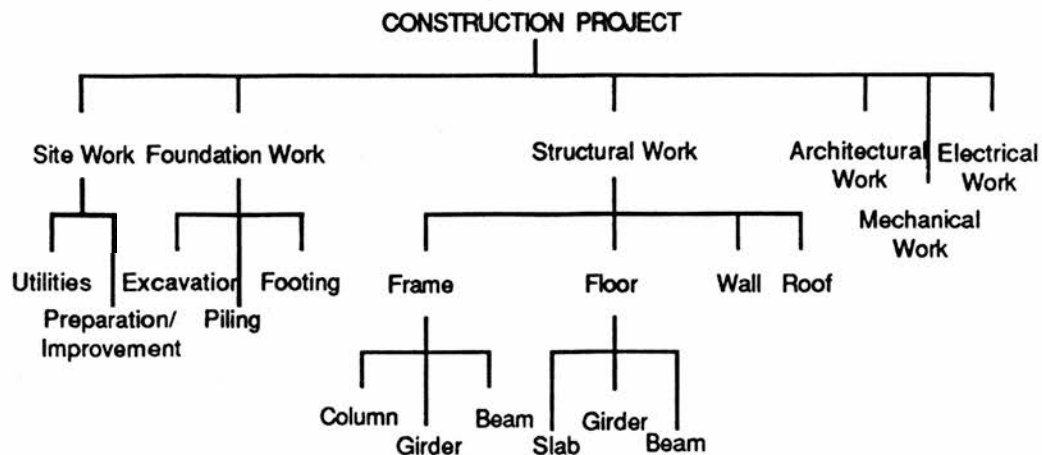 CONSTRUCTION PROJECT
Site Work
Foundation Work
Structural Work
Architectural
Work
Electrical
Work
Mechanical
Work
Utilities
Preparation/
Improvement
Excavation
Piling
Footing
Frame
Floor
Wall
Roof
Column
Girder
Beam
Slab
Girder
Beam